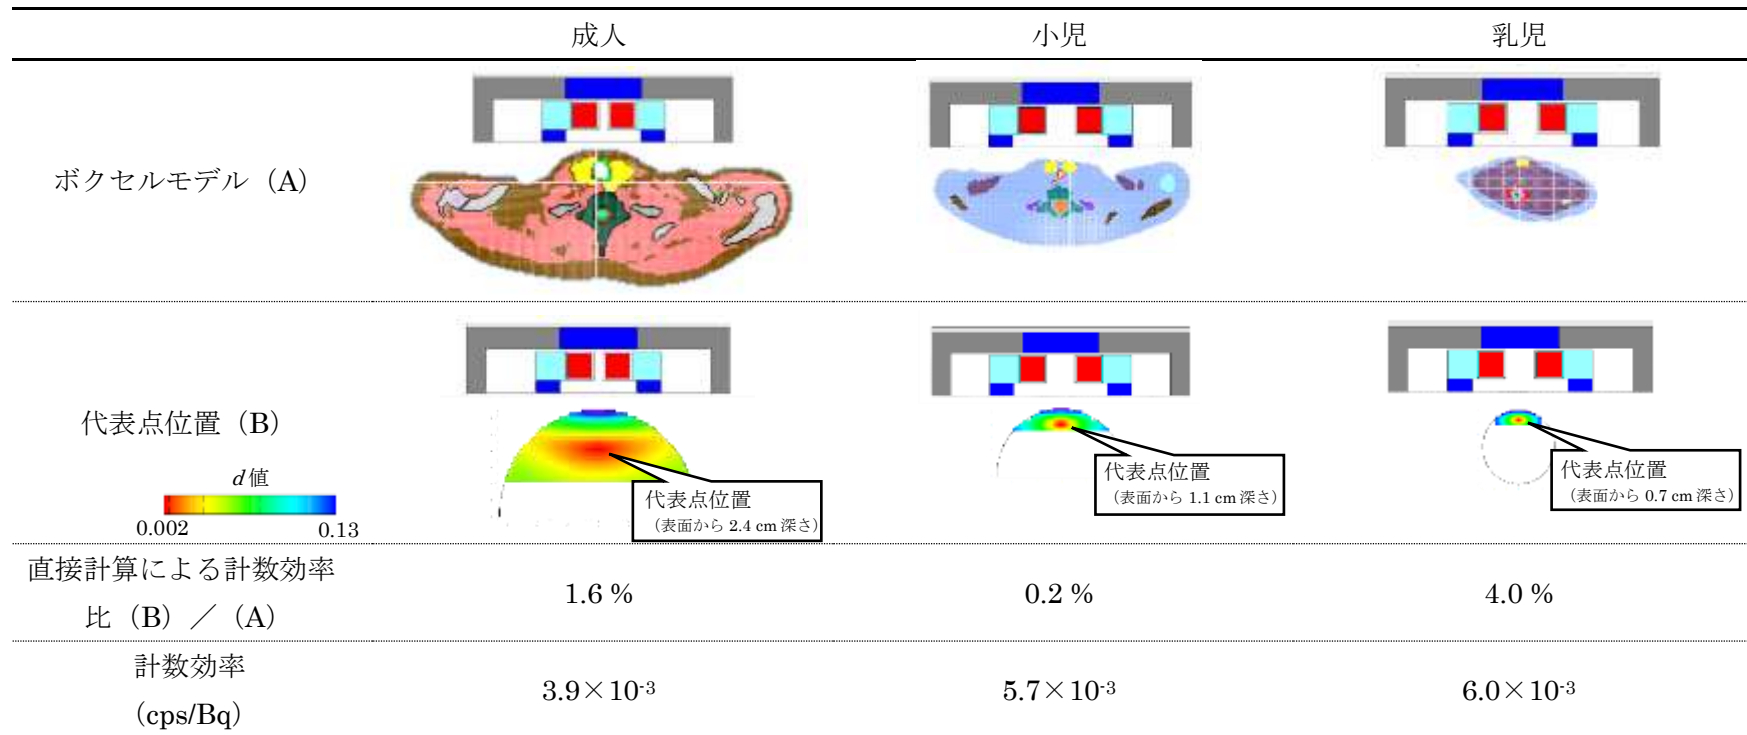 成人 小児 乳児
ボクセルモデル (A)
代表点位置 (B)
d 値
0.002 0.13
代表点位置
(表面から 2.4 cm 深さ)
代表点位置
(表面から 1.1 cm 深さ)
代表点位置
(表面から 0.7 cm 深さ)
直接計算による計数効率
比 (B) / (A)
1.6 % 0.2 % 4.0 %
計数効率
(cps/Bq)
3.9×10⁻³ 5.7×10⁻³ 6.0×10⁻³